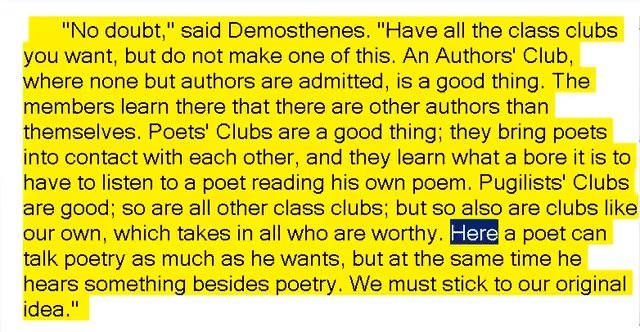 "No doubt," said Demosthenes. "Have all the class clubs
you want, but do not make one of this. An Authors' Club,
where none but authors are admitted, is a good thing. The
members learn there that there are other authors than
themselves. Poets' Clubs are a good thing; they bring poets
into contact with each other, and they learn what a bore it is to
have to listen to a poet reading his own poem. Pugilists' Clubs
are good; so are all other class clubs; but so also are clubs like
our own, which takes in all who are worthy. Here a poet can
talk poetry as much as he wants, but at the same time he
hears something besides poetry. We must stick to our original
idea."